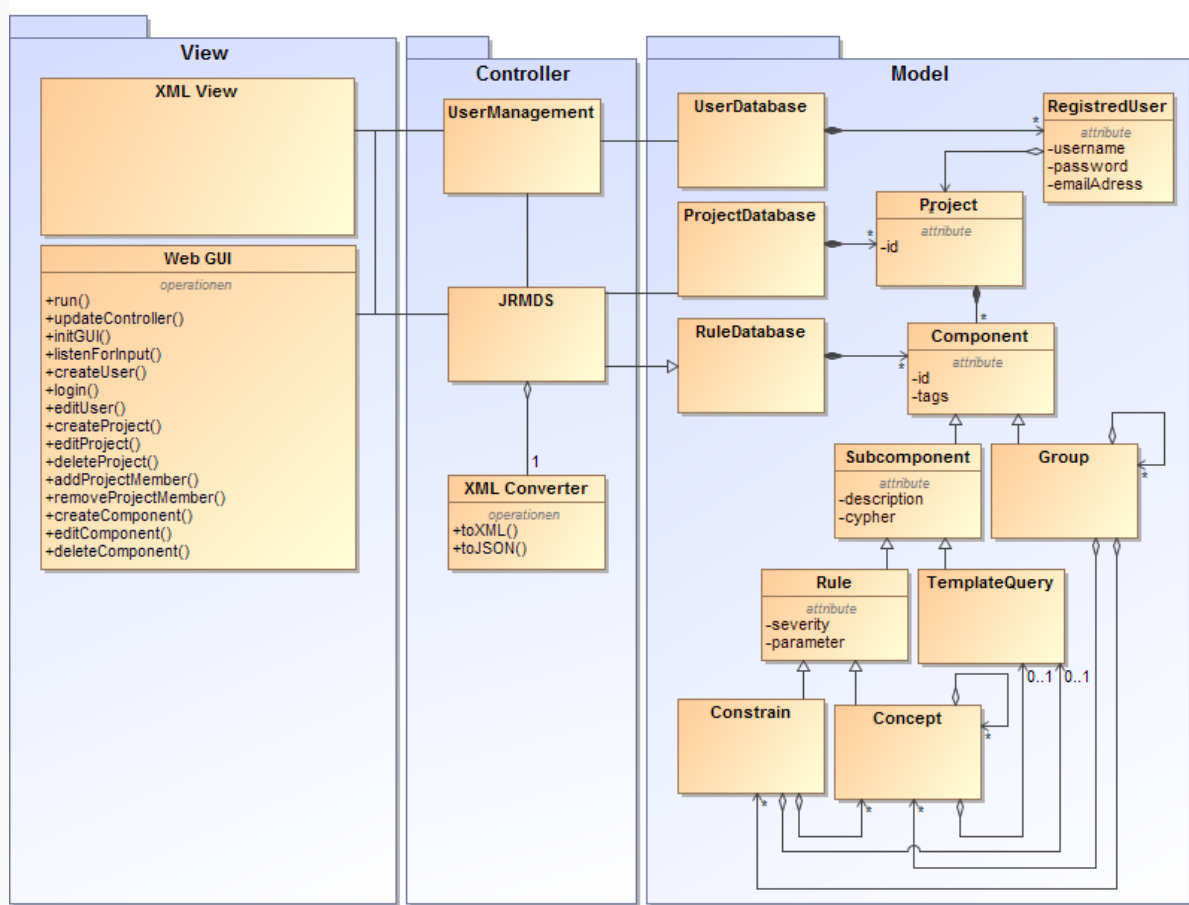 View
XML View
Web GUI
operationen
+run()
+updateController()
+initGUI()
+listenForInput()
+createUser()
+login()
+editUser()
+createProject()
+editProject()
+deleteProject()
+addProjectMember()
+removeProjectMember()
+createComponent()
+editComponent()
+deleteComponent()
Controller
UserManagement
JRMDS
1
XML Converter
operationen
+toXML()
+toJSON()
Model
UserDatabase
*
RegistredUser
attribute
-username
-password
-emailAdress
ProjectDatabase
*
Project
attribute
-id
*
RuleDatabase
*
Component
attribute
-id
-tags
Subcomponent
attribute
-description
-cypher
Group
*
Rule
attribute
-severity
-parameter
TemplateQuery
0..1
0..1
Constrain
Concept
*
*
*
*